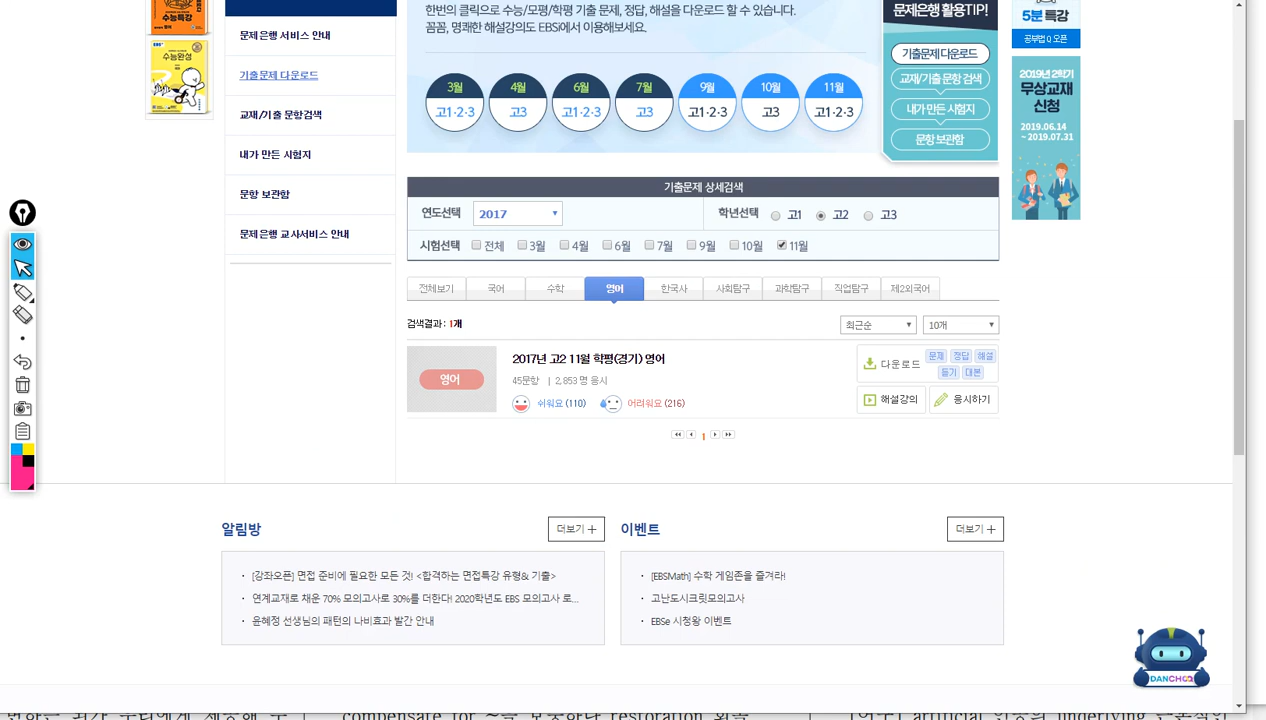 수능특강
수능완성
문제은행 서비스 안내
기출문제 다운로드
교재/기출 문항검색
내가 만든 시험지
문항 보관함
문제은행 교사서비스 안내
한번의 클릭으로 수능/모평/학평 기출 문제, 정답, 해설을 다운로드 할 수 있습니다.
꼼꼼, 명쾌한 해설강의도 EBSi에서 이용해보세요.
3월 4월 6월 7월 9월 10월 11월
고1·2·3 고3 고1·2·3 고3 고1·2·3 고3 고1·2·3
문제은행 활용TIP!
기출문제 다운로드
교재/기출 문항 검색
내가 만든 시험지
문항 보관함
5분 특강
공부법Q 오픈
2019년 2학기
무상교재
신청
2019.06.14
~2019.07.31
기출문제 상세검색
연도선택 2017 학년선택 고1 고2 고3
시험선택 전체 3월 4월 6월 7월 9월 10월 11월
전체보기 국어 수학 영어 한국사 사회탐구 과학탐구 직업탐구 제2외국어
검색결과 : 1개 최근순 10개
영어
2017년 고2 11월 학평(경기) 영어
45문항 | 2,853 명 응시
쉬워요 (110) 어려워요 (216)
다운로드 문제 정답 해설
듣기 대본
해설강의 응시하기
1
알림방 더보기 +
· [강좌오픈] 면접 준비에 필요한 모든 것! <합격하는 면접특강 유형& 기출>
· 연계교재로 채운 70% 모의고사로 30%를 더한다! 2020학년도 EBS 모의고사 로...
· 윤혜정 선생님의 패턴의 나비효과 발간 안내
이벤트 더보기 +
· [EBSMath] 수학 게임존을 즐겨라!
· 고난도시크릿모의고사
· EBSe 시청왕 이벤트
DANCHOO